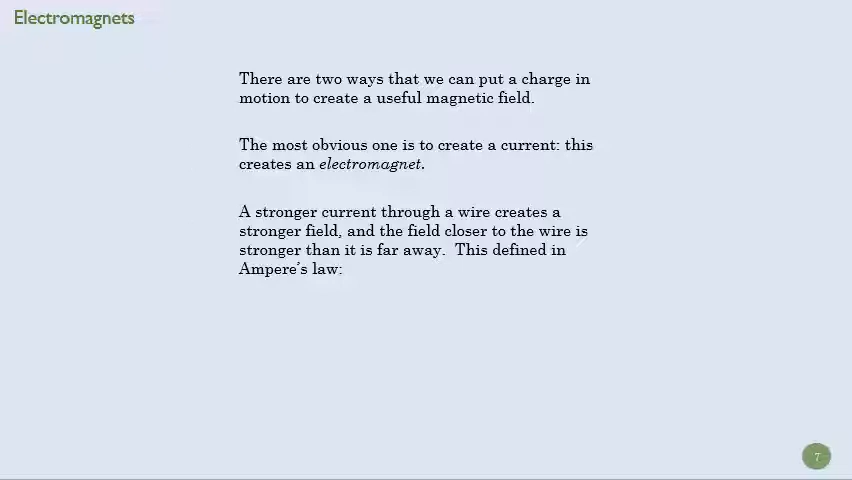 Electromagnets
There are two ways that we can put a charge in
motion to create a useful magnetic field.
The most obvious one is to create a current: this
creates an electromagnet.
A stronger current through a wire creates a
stronger field, and the field closer to the wire is
stronger than it is far away.  This defined in
Ampere's law:
7